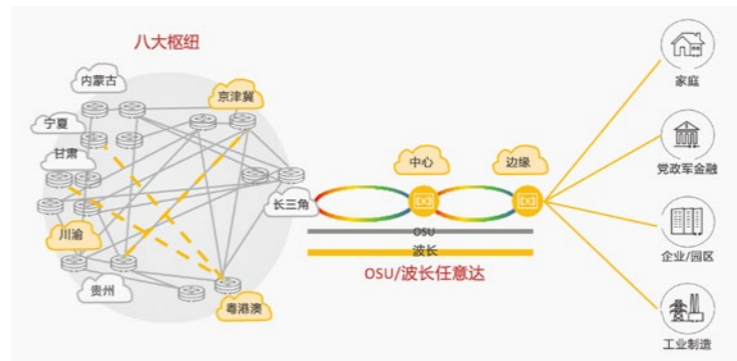 八大枢纽
内蒙古
京津冀
宁夏
甘肃
长三角
川渝
贵州
粤港澳
中心
边缘
OSU
波长
OSU/波长任意达
家庭
党政军金融
企业/园区
工业制造